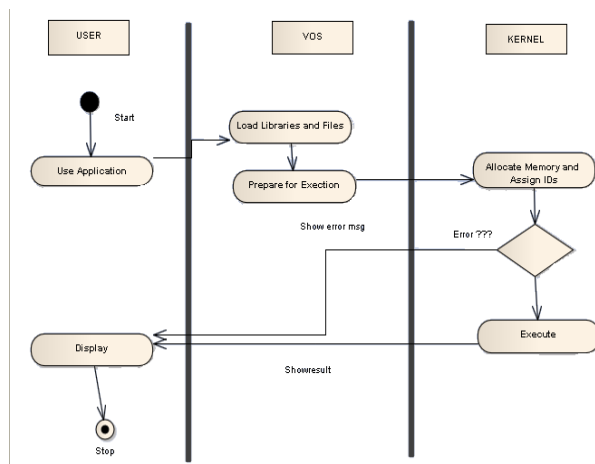 USER
VOS
KERNEL
Start
Load Libraries and Files
Use Application
Prepare for Exection
Allocate Memory and
Assign IDs
Show error msg
Error ???
Execute
Display
Showresult
Stop